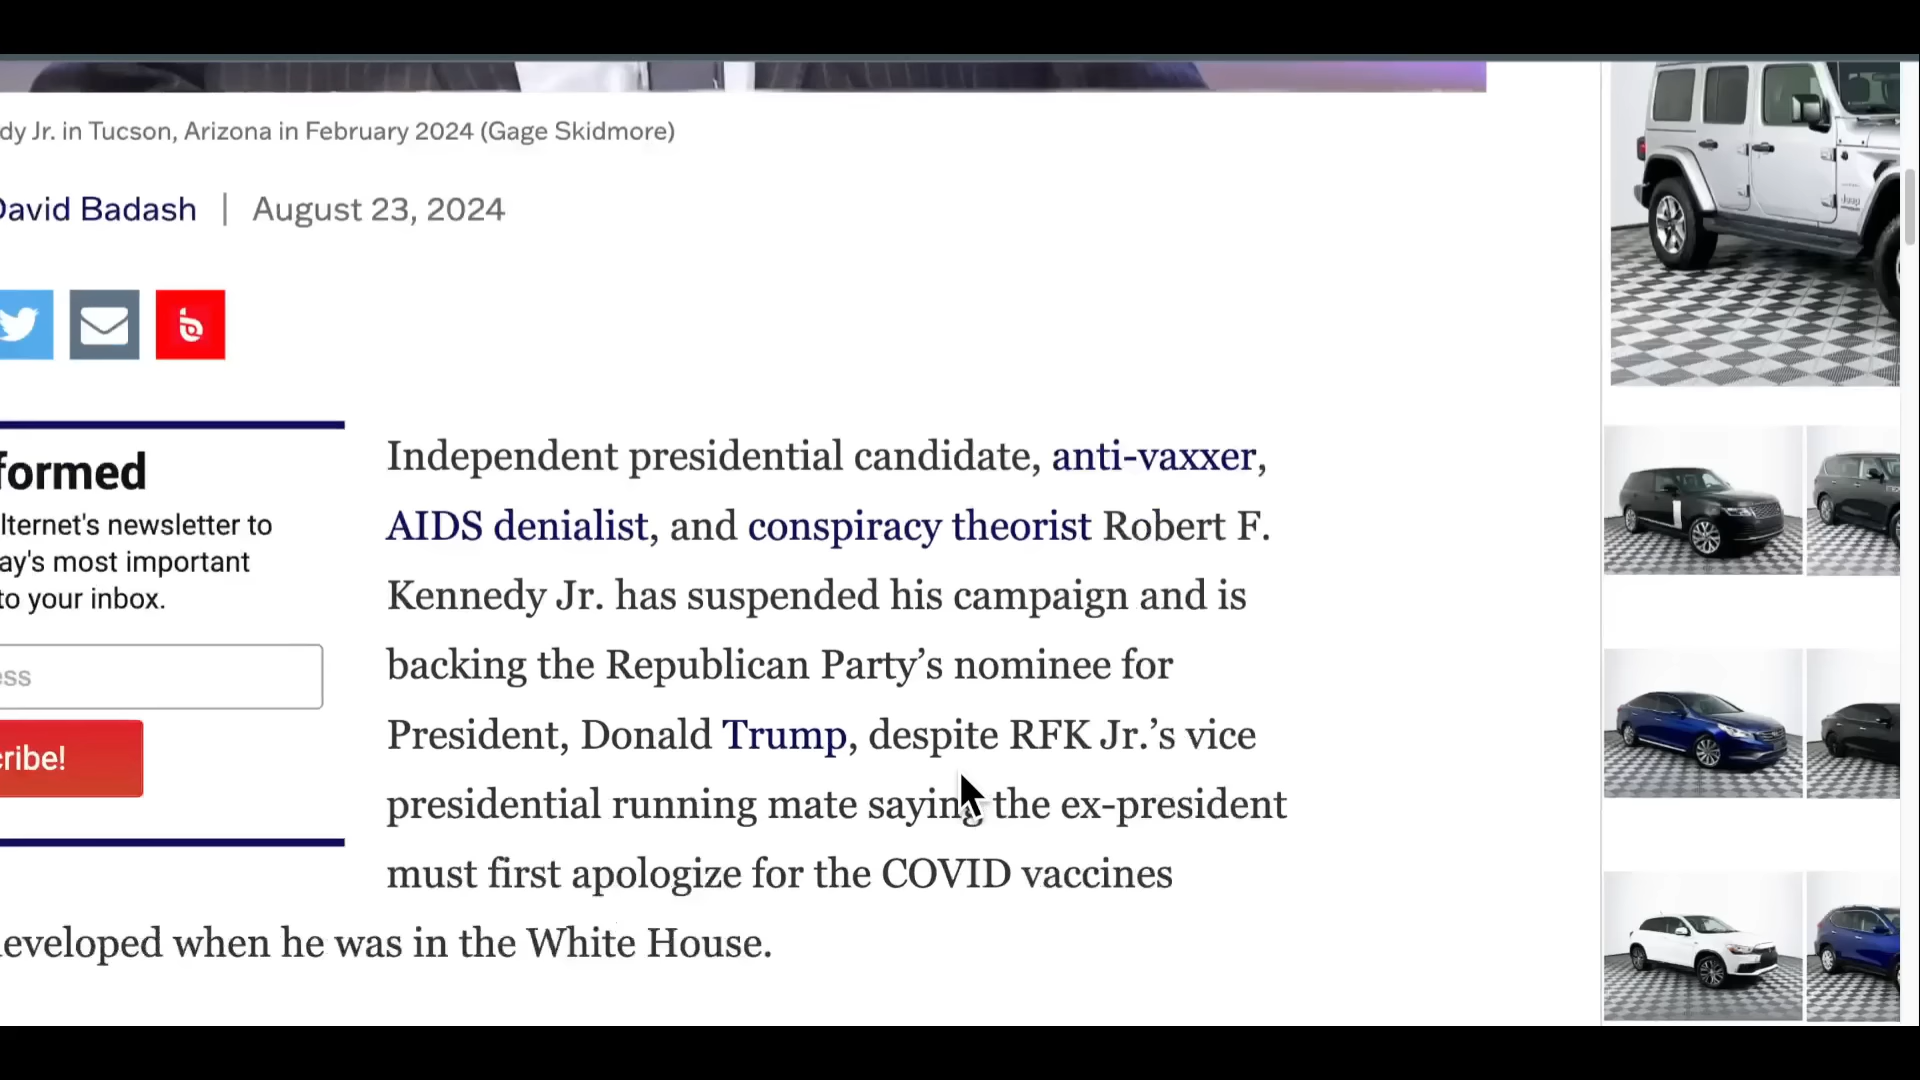 dy Jr. in Tucson, Arizona in February 2024 (Gage Skidmore)
David Badash | August 23, 2024
formed
lternet's newsletter to
ay's most important
to your inbox.
ess
cribe!
Independent presidential candidate, anti-vaxxer,
AIDS denialist, and conspiracy theorist Robert F.
Kennedy Jr. has suspended his campaign and is
backing the Republican Party’s nominee for
President, Donald Trump, despite RFK Jr.’s vice
presidential running mate saying the ex-president
must first apologize for the COVID vaccines
developed when he was in the White House.